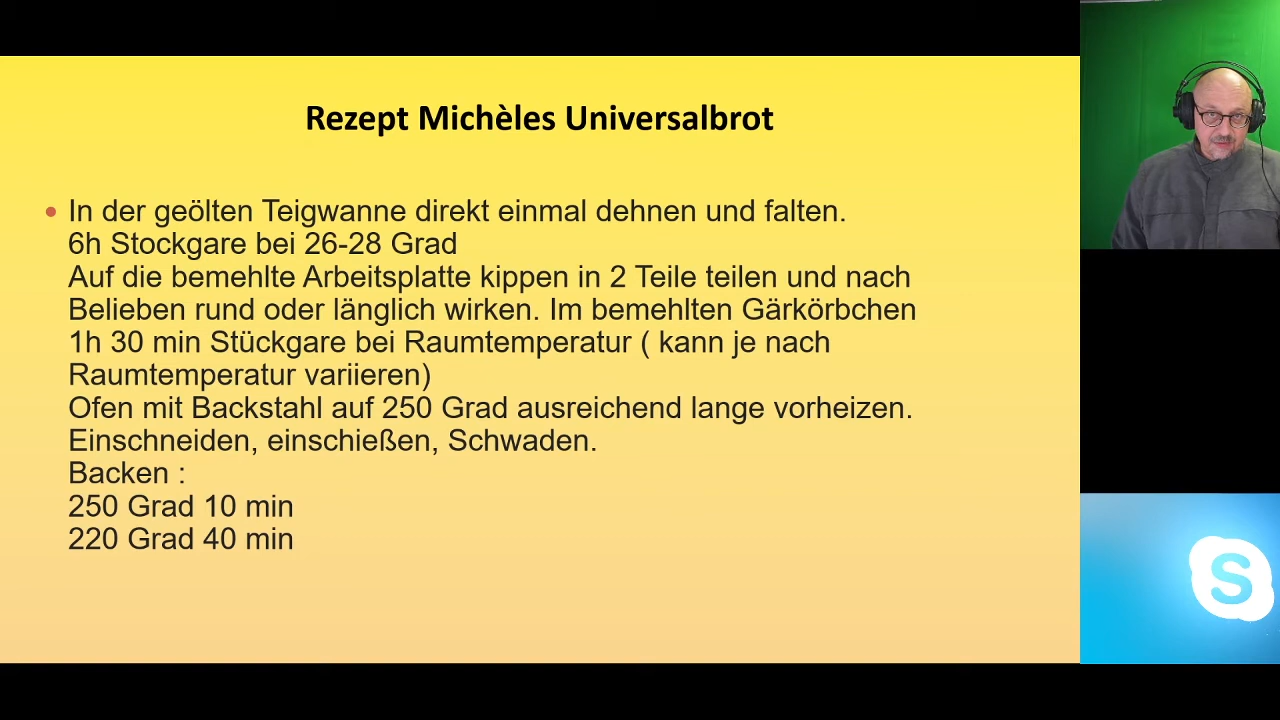 Rezept Michèles Universalbrot
In der geölten Teigwanne direkt einmal dehnen und falten.
6h Stockgare bei 26-28 Grad
Auf die bemehlte Arbeitsplatte kippen in 2 Teile teilen und nach
Belieben rund oder länglich wirken. Im bemehlten Gärkörbchen
1h 30 min Stückgare bei Raumtemperatur ( kann je nach
Raumtemperatur variieren)
Ofen mit Backstahl auf 250 Grad ausreichend lange vorheizen.
Einschneiden, einschießen, Schwaden.
Backen :
250 Grad 10 min
220 Grad 40 min
S